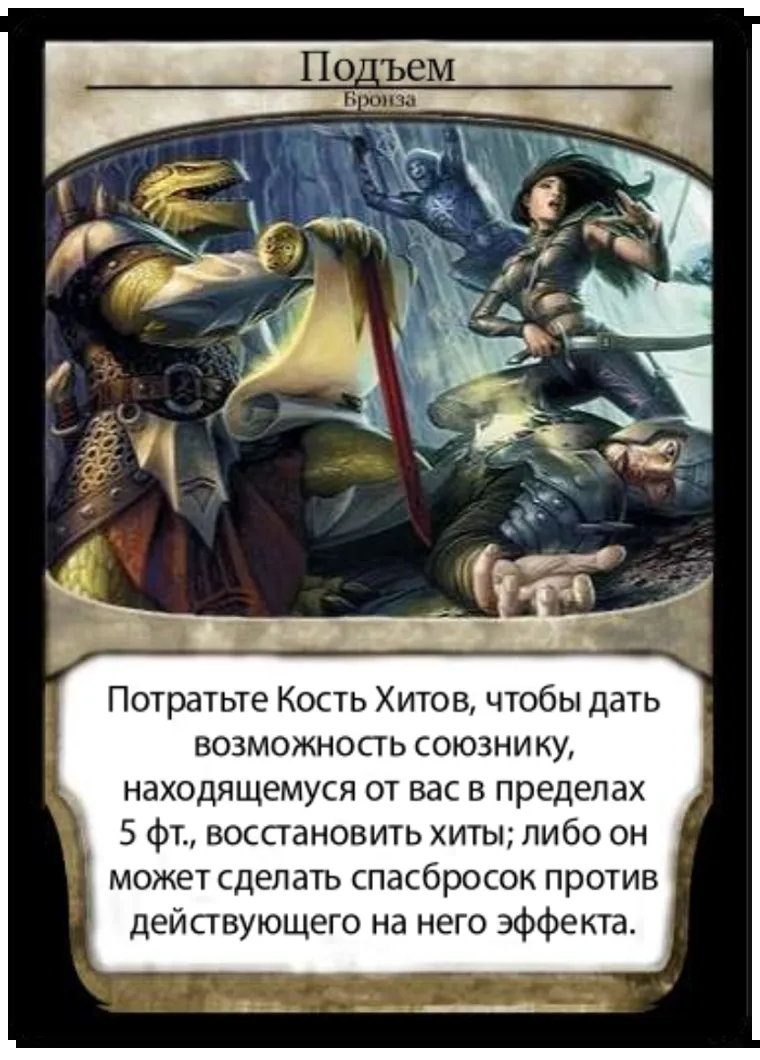 Подъем
Бронза
Потратьте Кость Хитов, чтобы дать
возможность союзнику,
находящемуся от вас в пределах
5 фт., восстановить хиты; либо он
может сделать спасбросок против
действующего на него эффекта.